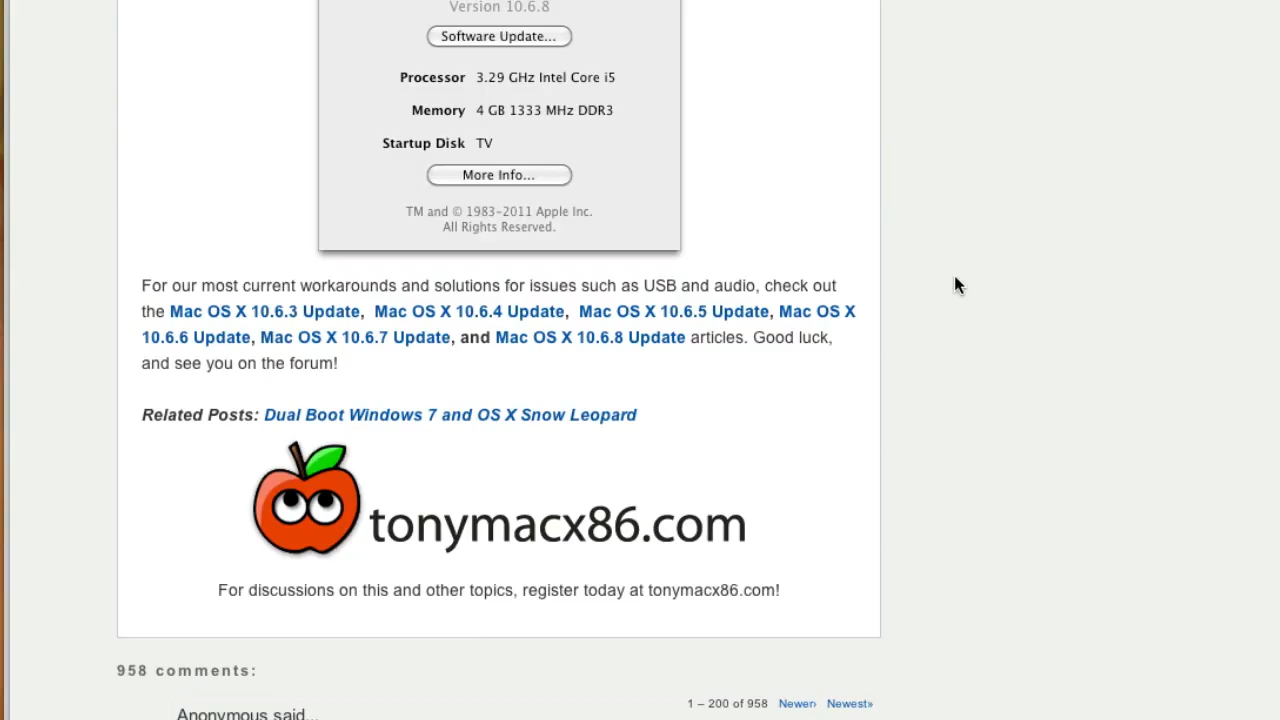 Version 10.6.8
Software Update...
Processor 3.29 GHz Intel Core i5
Memory 4 GB 1333 MHz DDR3
Startup Disk TV
More Info...
TM and © 1983–2011 Apple Inc.
All Rights Reserved.
For our most current workarounds and solutions for issues such as USB and audio, check out
the Mac OS X 10.6.3 Update, Mac OS X 10.6.4 Update, Mac OS X 10.6.5 Update, Mac OS X
10.6.6 Update, Mac OS X 10.6.7 Update, and Mac OS X 10.6.8 Update articles. Good luck,
and see you on the forum!
Related Posts: Dual Boot Windows 7 and OS X Snow Leopard
tonymacx86.com
For discussions on this and other topics, register today at tonymacx86.com!
958 comments:
1 – 200 of 958 Newer› Newest»
Anonymous said...